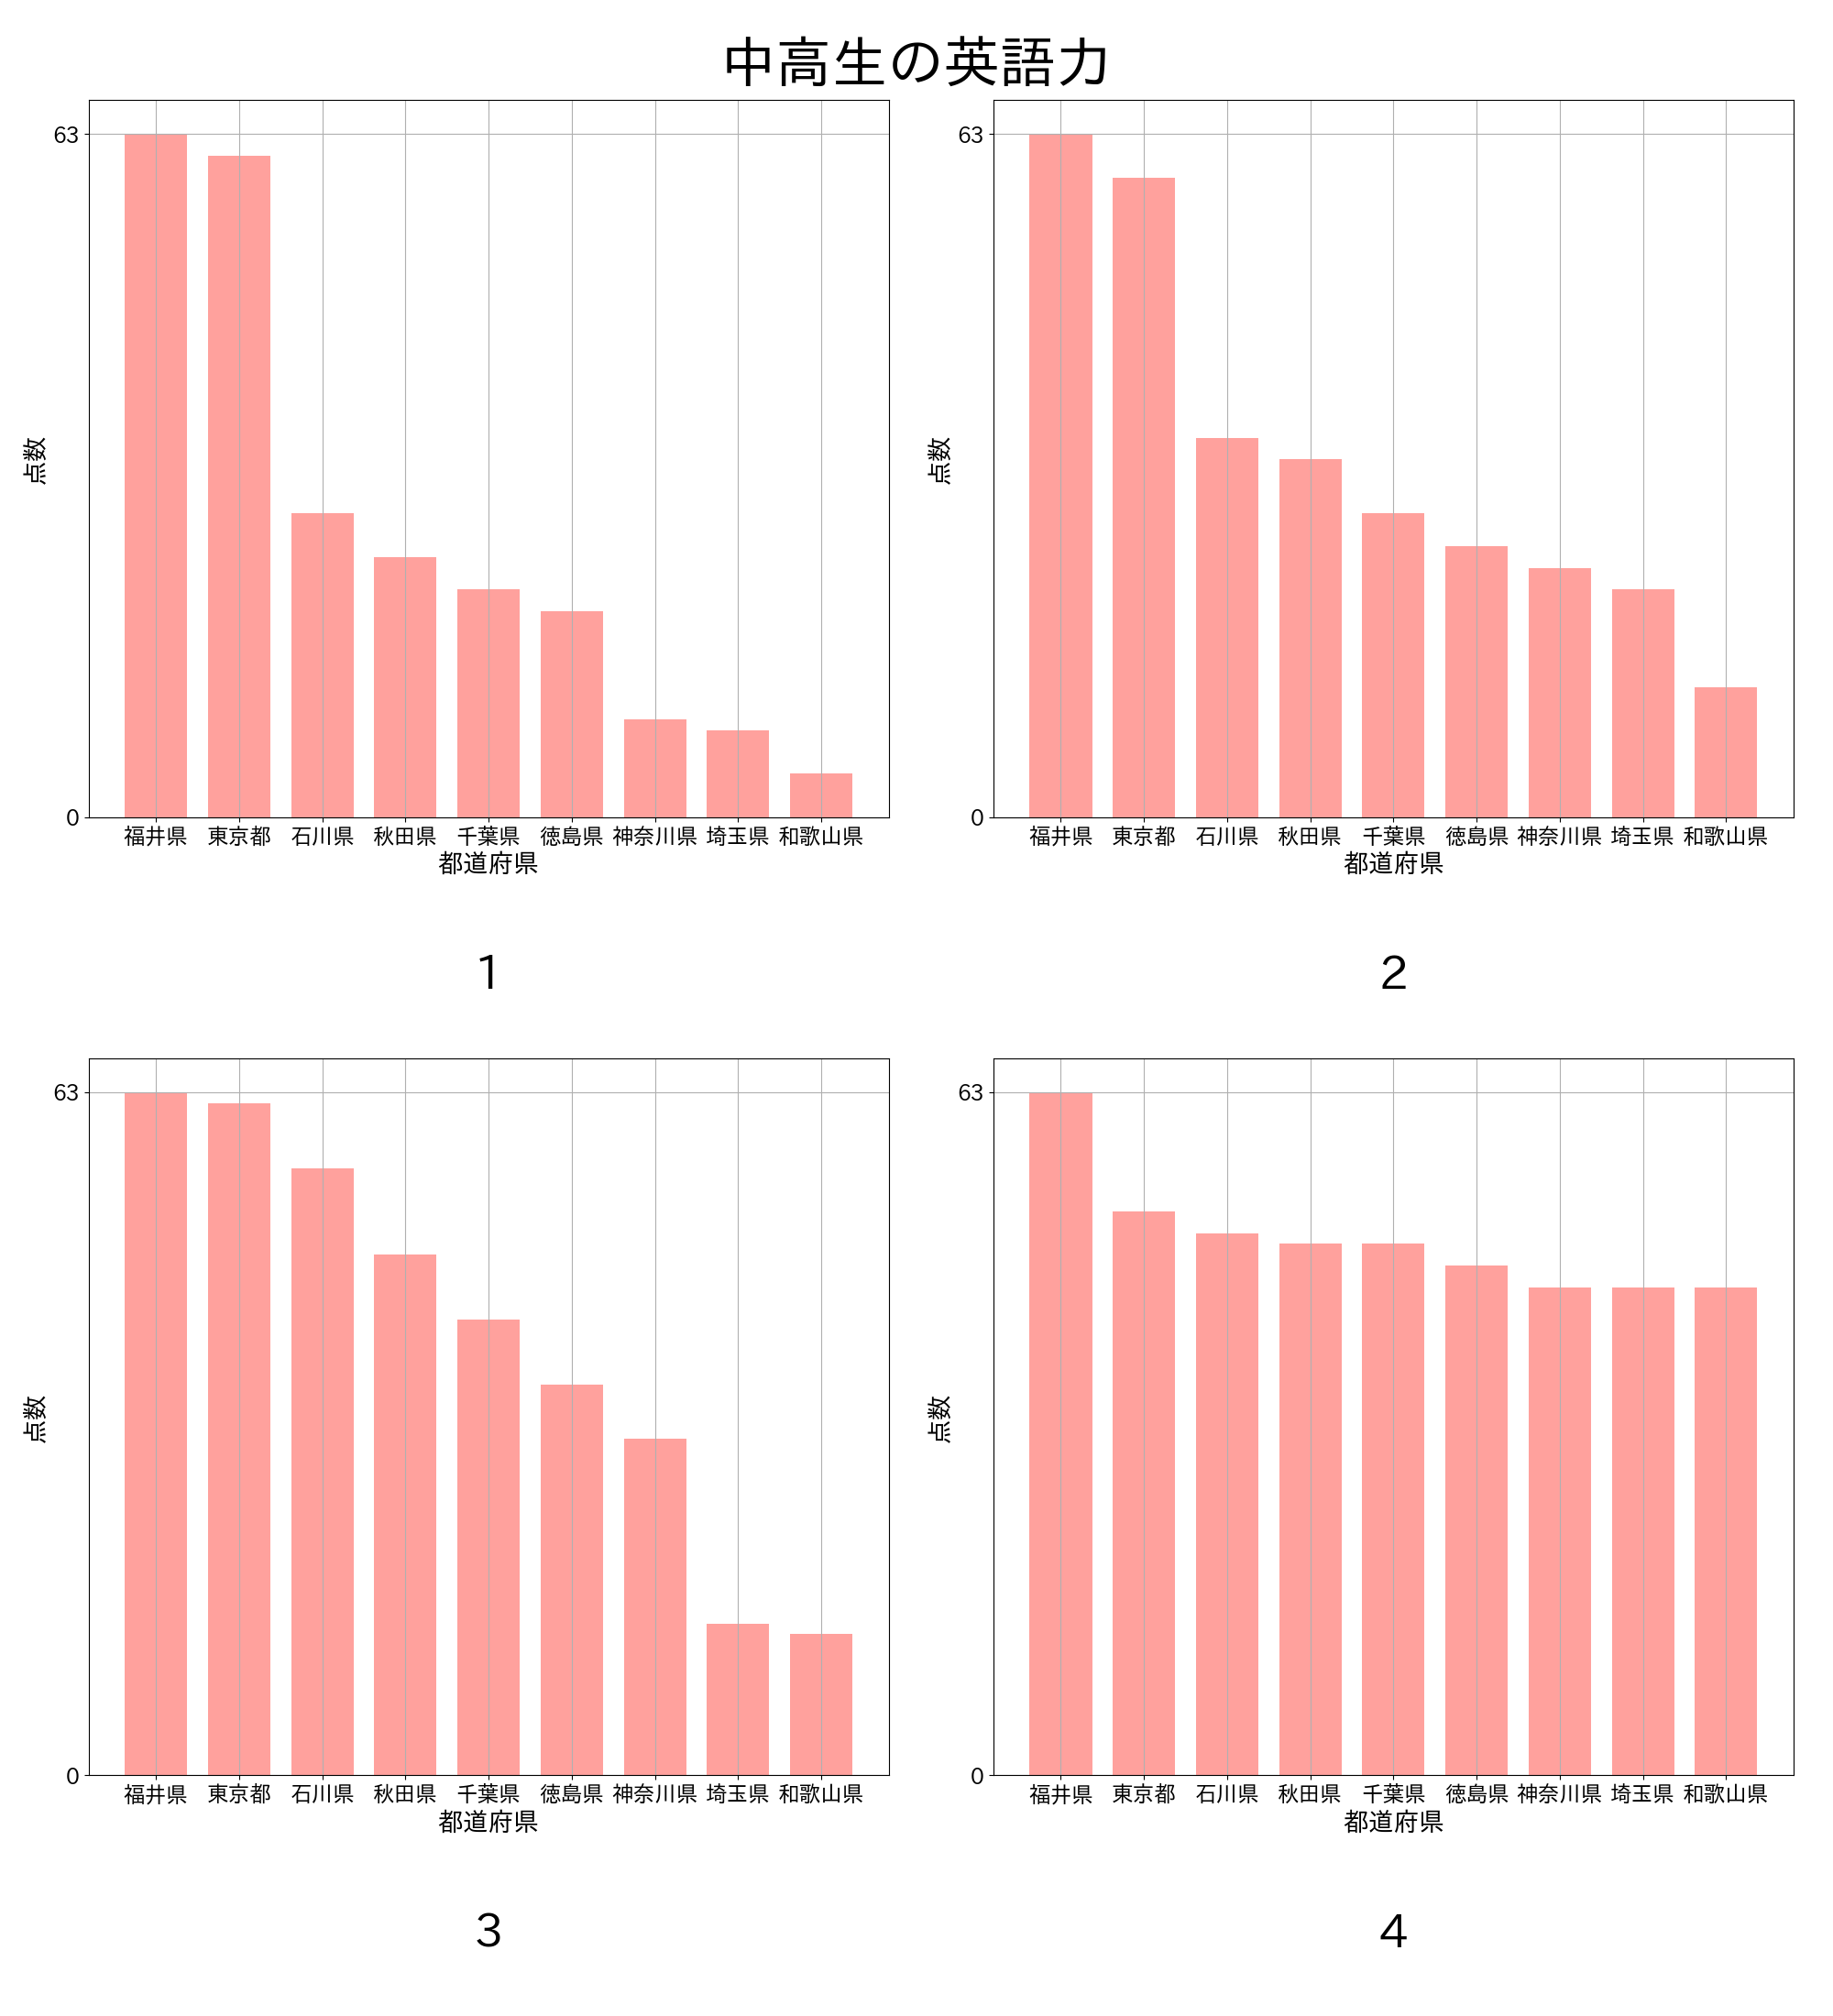 中高生の英語力
63
0
点数
福井県 東京都 石川県 秋田県 千葉県 徳島県 神奈川県 埼玉県 和歌山県
都道府県
1
63
0
点数
福井県 東京都 石川県 秋田県 千葉県 徳島県 神奈川県 埼玉県 和歌山県
都道府県
2
63
0
点数
福井県 東京都 石川県 秋田県 千葉県 徳島県 神奈川県 埼玉県 和歌山県
都道府県
3
63
0
点数
福井県 東京都 石川県 秋田県 千葉県 徳島県 神奈川県 埼玉県 和歌山県
都道府県
4